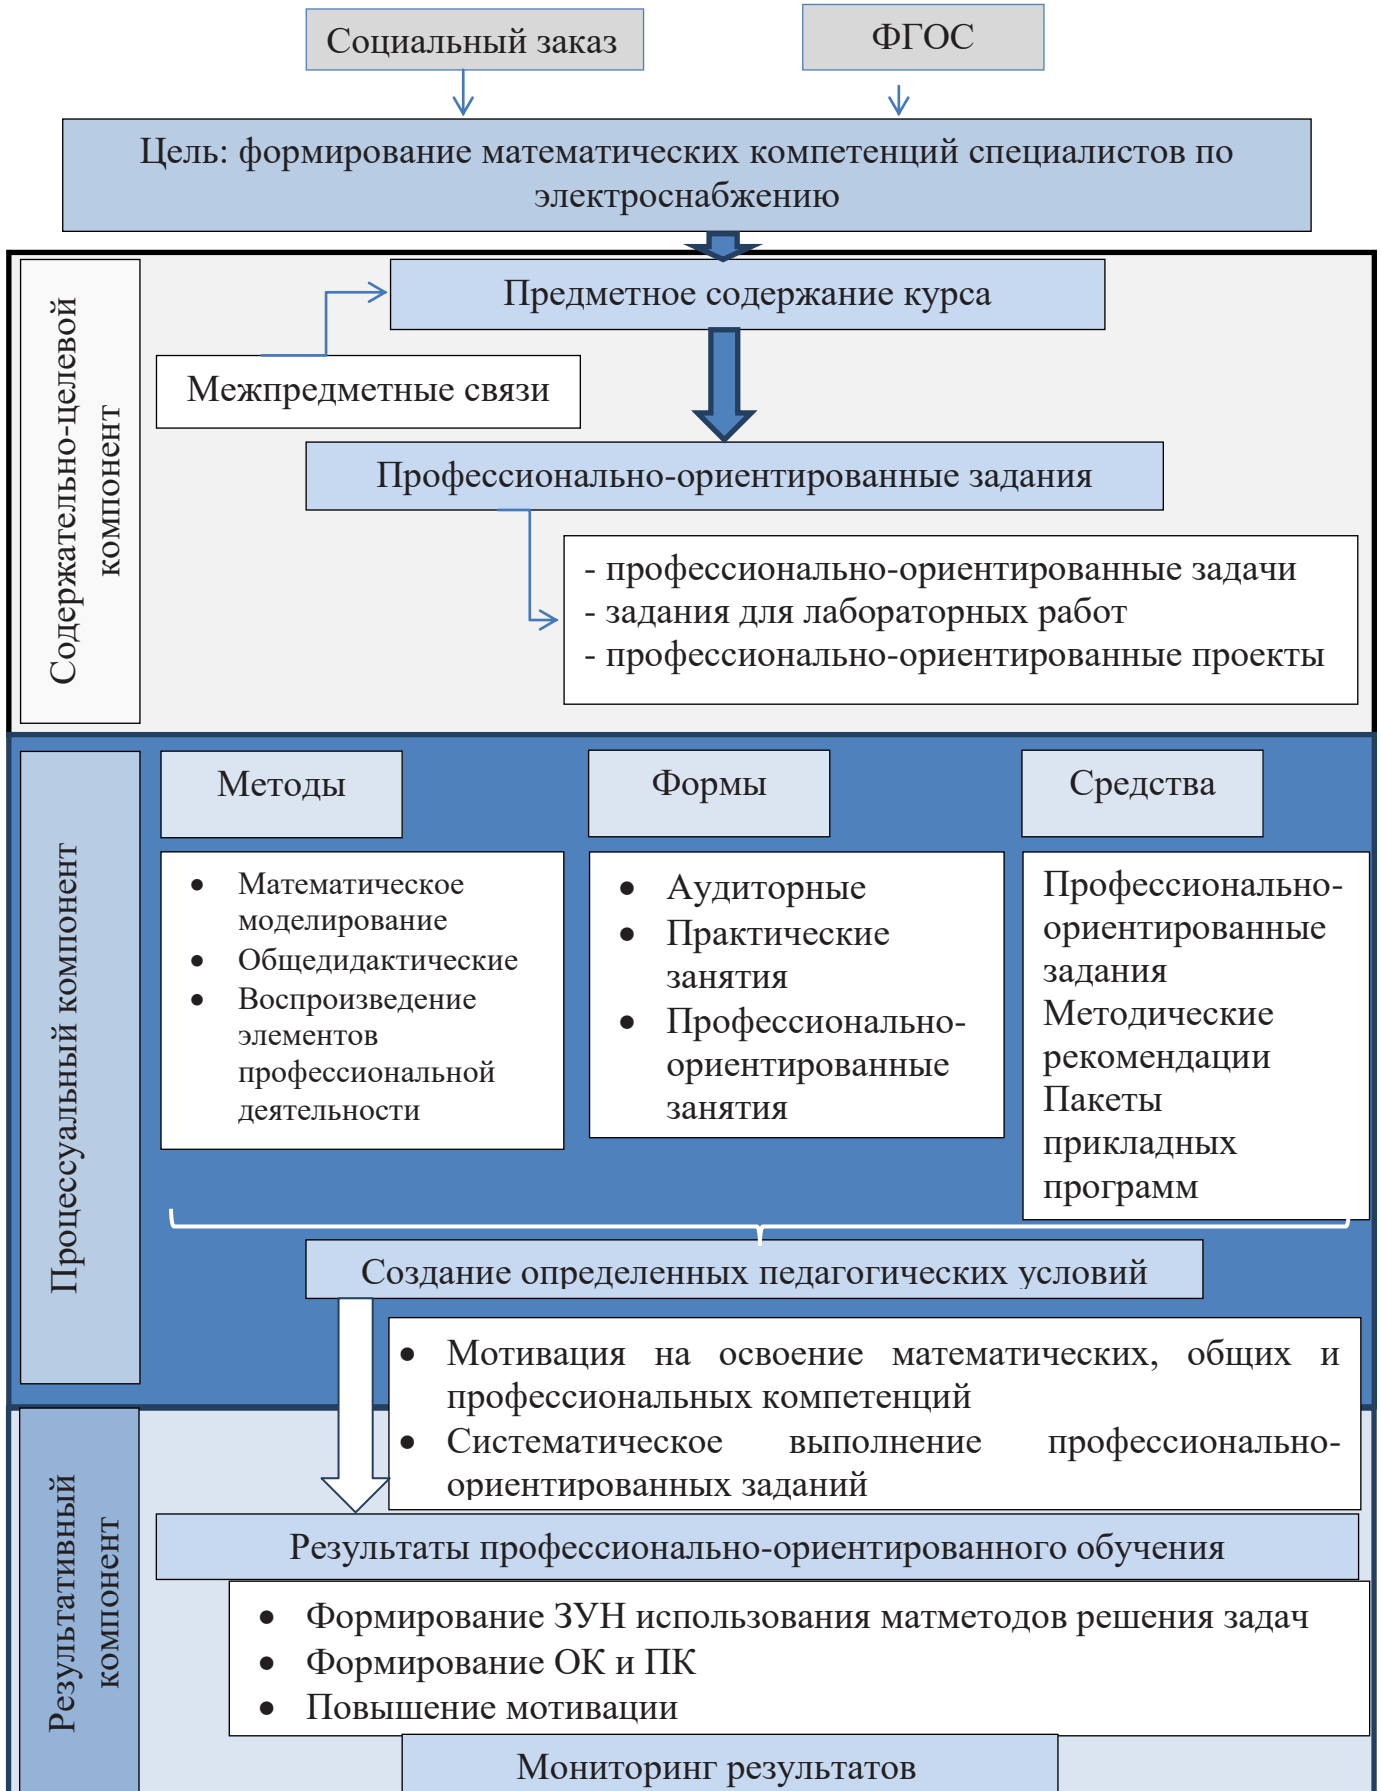 Социальный заказ
ФГОС
Цель: формирование математических компетенций специалистов по
электроснабжению
Содержательно-целевой
компонент
Предметное содержание курса
Межпредметные связи
Профессионально-ориентированные задания
- профессионально-ориентированные задачи
- задания для лабораторных работ
- профессионально-ориентированные проекты
Процессуальный компонент
Методы
• Математическое
моделирование
• Общедидактические
• Воспроизведение
элементов
профессиональной
деятельности
Формы
• Аудиторные
• Практические
занятия
• Профессионально-
ориентированные
занятия
Средства
Профессионально-
ориентированные
задания
Методические
рекомендации
Пакеты
прикладных
программ
Создание определенных педагогических условий
• Мотивация на освоение математических, общих и
профессиональных компетенций
• Систематическое выполнение профессионально-
ориентированных заданий
Результативный
компонент
Результаты профессионально-ориентированного обучения
• Формирование ЗУН использования матметодов решения задач
• Формирование ОК и ПК
• Повышение мотивации
Мониторинг результатов